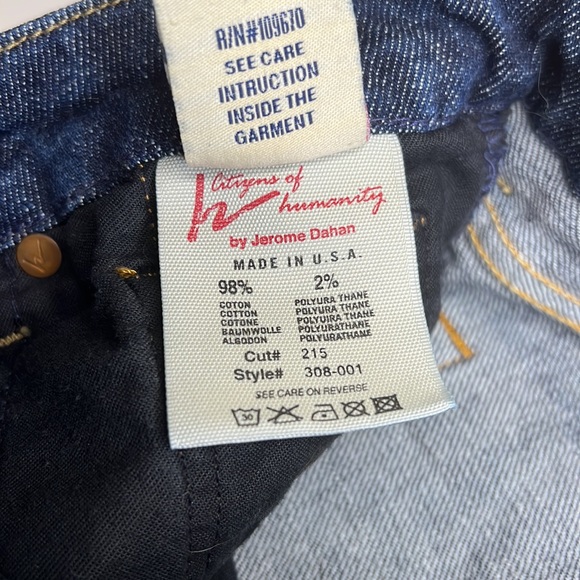 R/N#109670
SEE CARE
INTRUCTION
INSIDE THE
GARMENT
Citizens of
humanity
by Jerome Dahan
MADE IN U.S.A.
98% 2%
COTON POLYURA THANE
COTTON POLYURA THANE
COTONE POLYUIRA THANE
BAUMWOLLE POLYURATHANE
ALGODON POLYURATHANE
Cut# 215
Style# 308-001
SEE CARE ON REVERSE
30